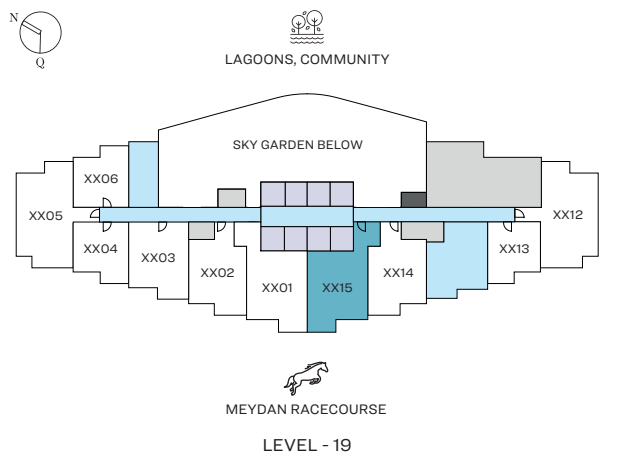 N
Q
LAGOONS, COMMUNITY
SKY GARDEN BELOW
XX06
XX05
XX12
XX04
XX03
XX02
XX01
XX15
XX14
XX13
MEYDAN RACECOURSE
LEVEL - 19